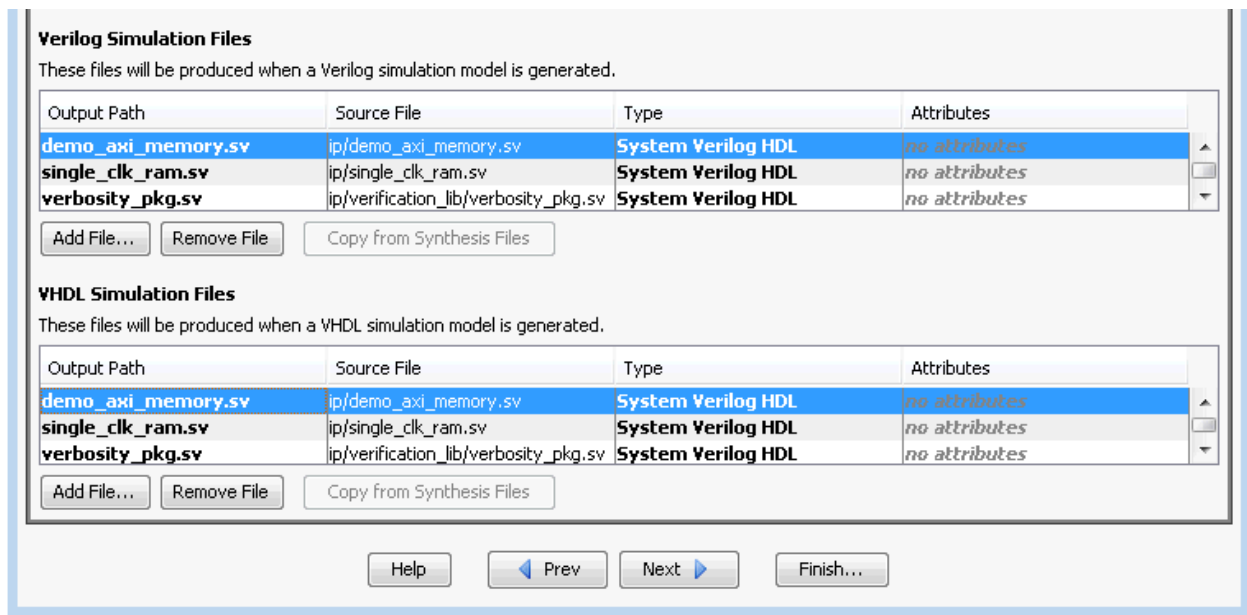 Verilog Simulation Files
These files will be produced when a Verilog simulation model is generated.
Output Path Source File Type Attributes
demo_axi_memory.sv ip/demo_axi_memory.sv System Verilog HDL no attributes
single_clk_ram.sv ip/single_clk_ram.sv System Verilog HDL no attributes
verbosity_pkg.sv ip/verification_lib/verbosity_pkg.sv System Verilog HDL no attributes
Add File... Remove File Copy from Synthesis Files
VHDL Simulation Files
These files will be produced when a VHDL simulation model is generated.
Output Path Source File Type Attributes
demo_axi_memory.sv ip/demo_axi_memory.sv System Verilog HDL no attributes
single_clk_ram.sv ip/single_clk_ram.sv System Verilog HDL no attributes
verbosity_pkg.sv ip/verification_lib/verbosity_pkg.sv System Verilog HDL no attributes
Add File... Remove File Copy from Synthesis Files
Help Prev Next Finish...